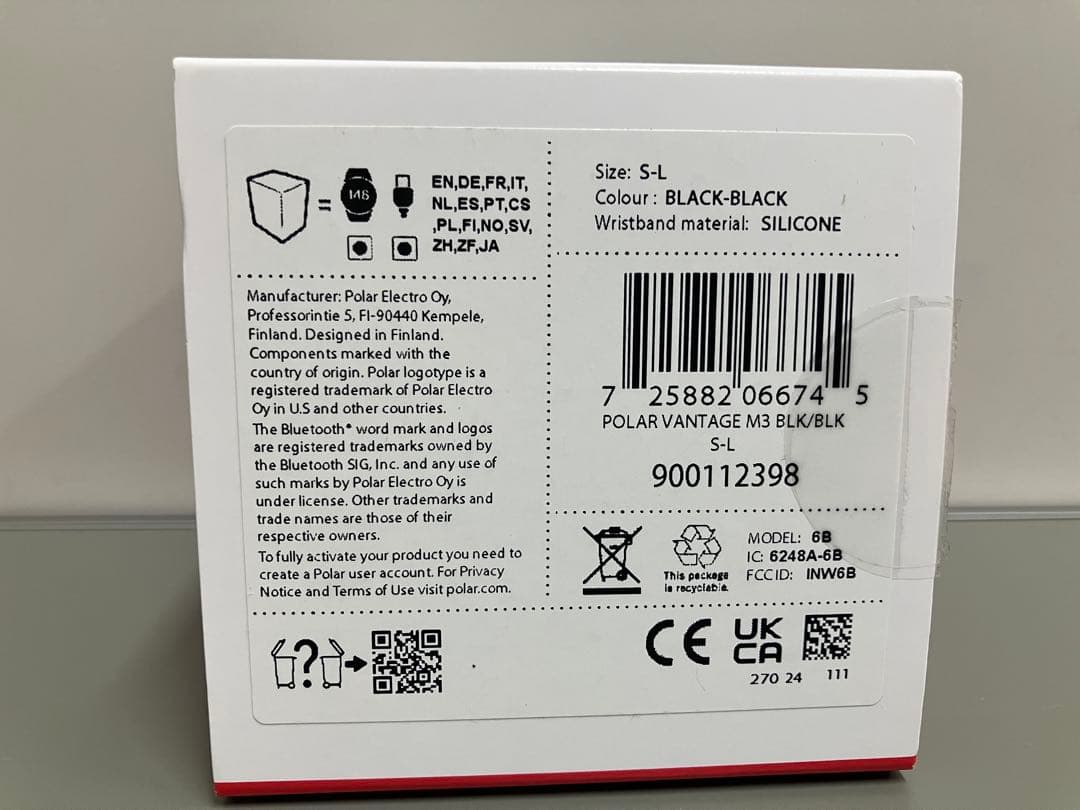 148
EN,DE,FR,IT,
NL,ES,PT,CS
,PL,FI,NO,SV,
ZH,ZF,JA
Size: S-L
Colour : BLACK-BLACK
Wristband material: SILICONE
Manufacturer: Polar Electro Oy,
Professorintie 5, FI-90440 Kempele,
Finland. Designed in Finland.
Components marked with the
country of origin. Polar logotype is a
registered trademark of Polar Electro
Oy in U.S and other countries.
The Bluetooth® word mark and logos
are registered trademarks owned by
the Bluetooth SIG, Inc. and any use of
such marks by Polar Electro Oy is
under license. Other trademarks and
trade names are those of their
respective owners.
To fully activate your product you need to
create a Polar user account. For Privacy
Notice and Terms of Use visit polar.com.
7 25882 06674 5
POLAR VANTAGE M3 BLK/BLK
S-L
900112398
This package
is recyclable.
MODEL: 6B
IC: 6248A-6B
FCC ID: INW6B
?
CE
UK
CA
270 24 111